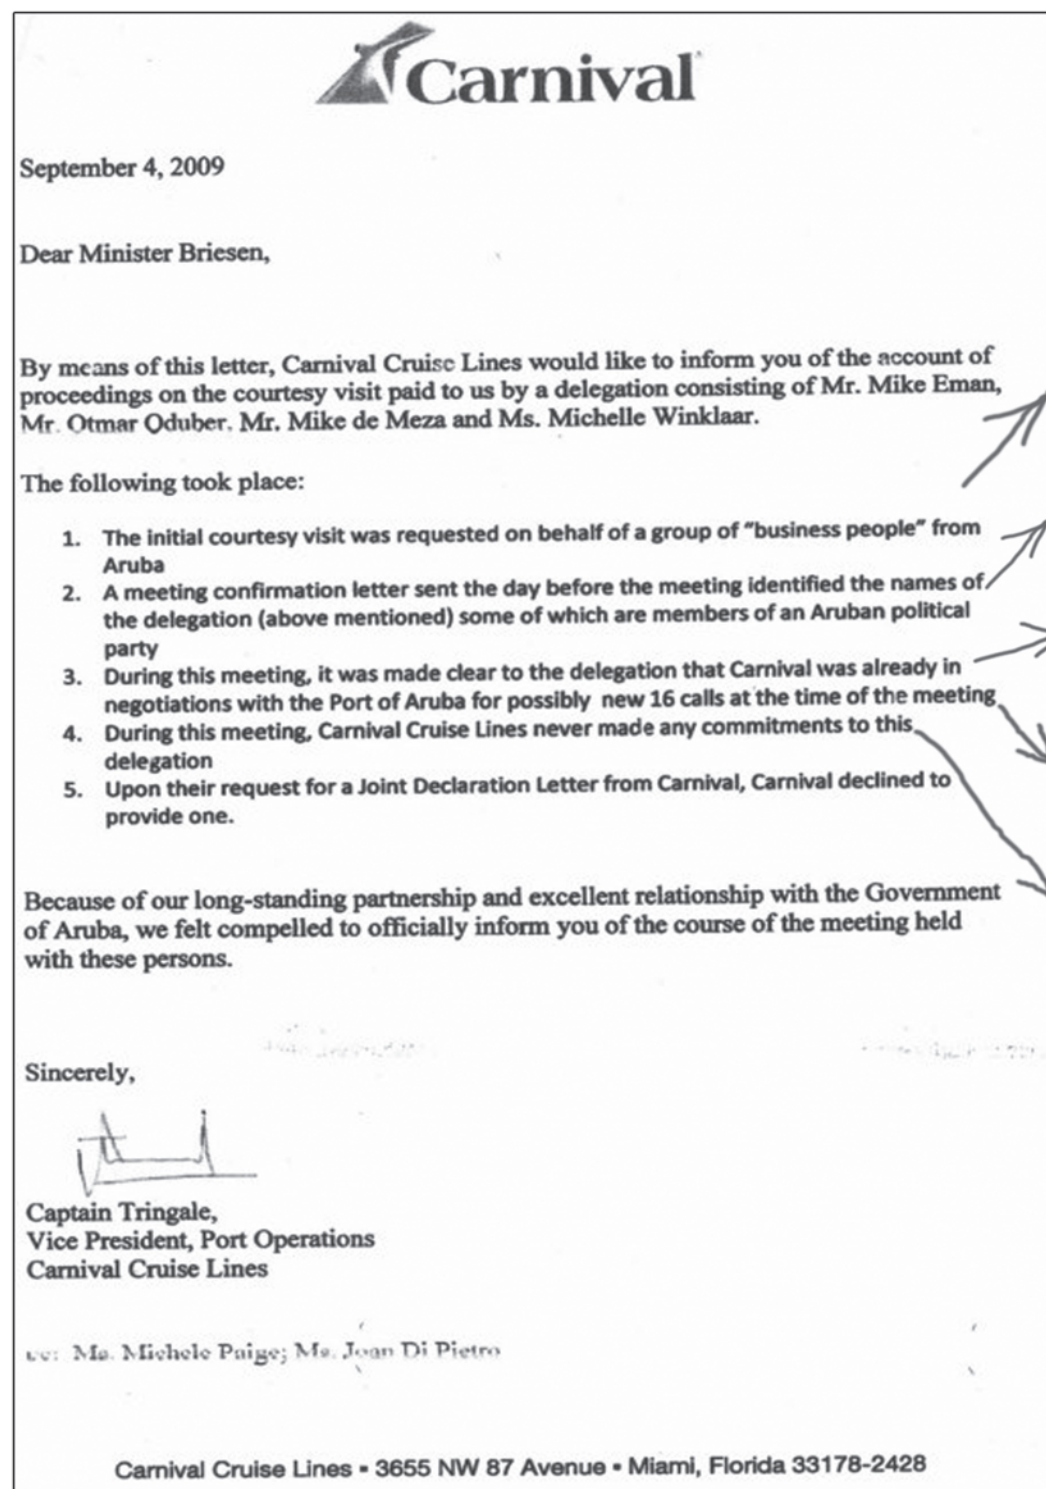 Carnival
September 4, 2009
Dear Minister Briesen,
By means of this letter, Carnival Cruise Lines would like to inform you of the account of
proceedings on the courtesy visit paid to us by a delegation consisting of Mr. Mike Eman,
Mr. Otmar Oduber. Mr. Mike de Meza and Ms. Michelle Winklaar.
The following took place:
1. The initial courtesy visit was requested on behalf of a group of "business people" from
Aruba
2. A meeting confirmation letter sent the day before the meeting identified the names of
the delegation (above mentioned) some of which are members of an Aruban political
party
3. During this meeting, it was made clear to the delegation that Carnival was already in
negotiations with the Port of Aruba for possibly new 16 calls at the time of the meeting
4. During this meeting, Carnival Cruise Lines never made any commitments to this
delegation
5. Upon their request for a Joint Declaration Letter from Carnival, Carnival declined to
provide one.
Because of our long-standing partnership and excellent relationship with the Government
of Aruba, we felt compelled to officially inform you of the course of the meeting held
with these persons.
Sincerely,
Captain Tringale,
Vice President, Port Operations
Carnival Cruise Lines
cc: Ms. Michele Paige; Ms. Joan Di Pietro
Carnival Cruise Lines • 3655 NW 87 Avenue • Miami, Florida 33178-2428